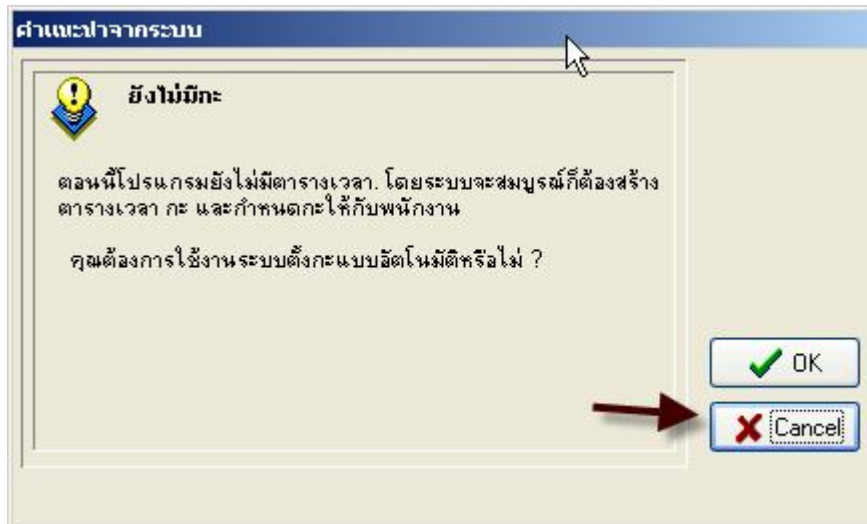 คำแนะนำจากระบบ
ยังไม่มีกะ
ตอนนี้โปรแกรมยังไม่มีตารางเวลา. โดยระบบจะสมบูรณ์ก็ต้องสร้าง
ตารางเวลา กะ และกำหนดกะให้กับพนักงาน
คุณต้องการใช้งานระบบตั้งกะแบบอัตโนมัติหรือไม่ ?
OK
Cancel